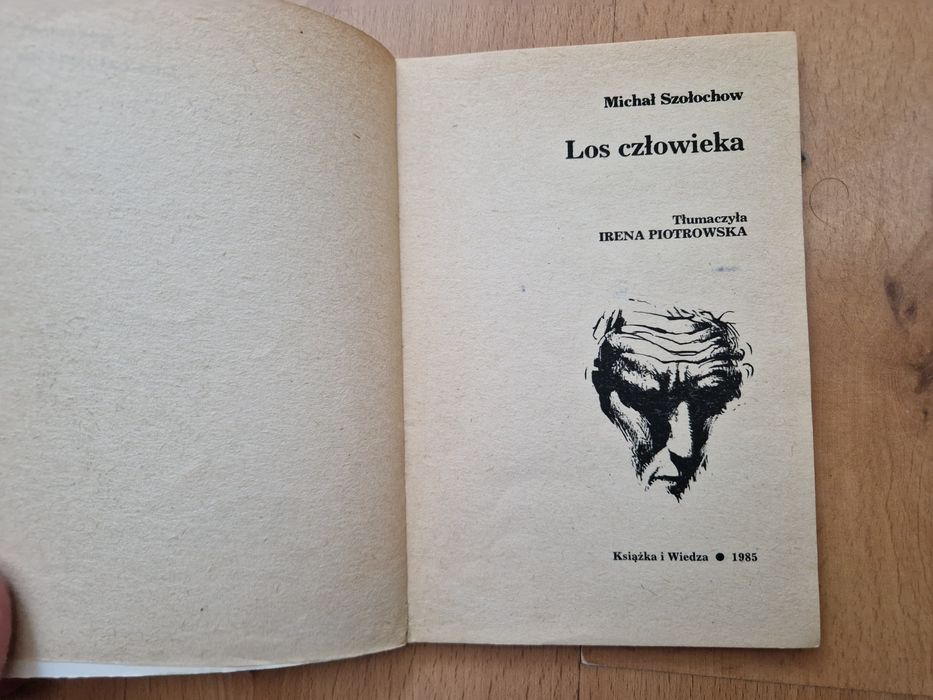 Michał Szołochow
Los człowieka
Tłumaczyła
IRENA PIOTROWSKA
Książka i Wiedza ● 1985